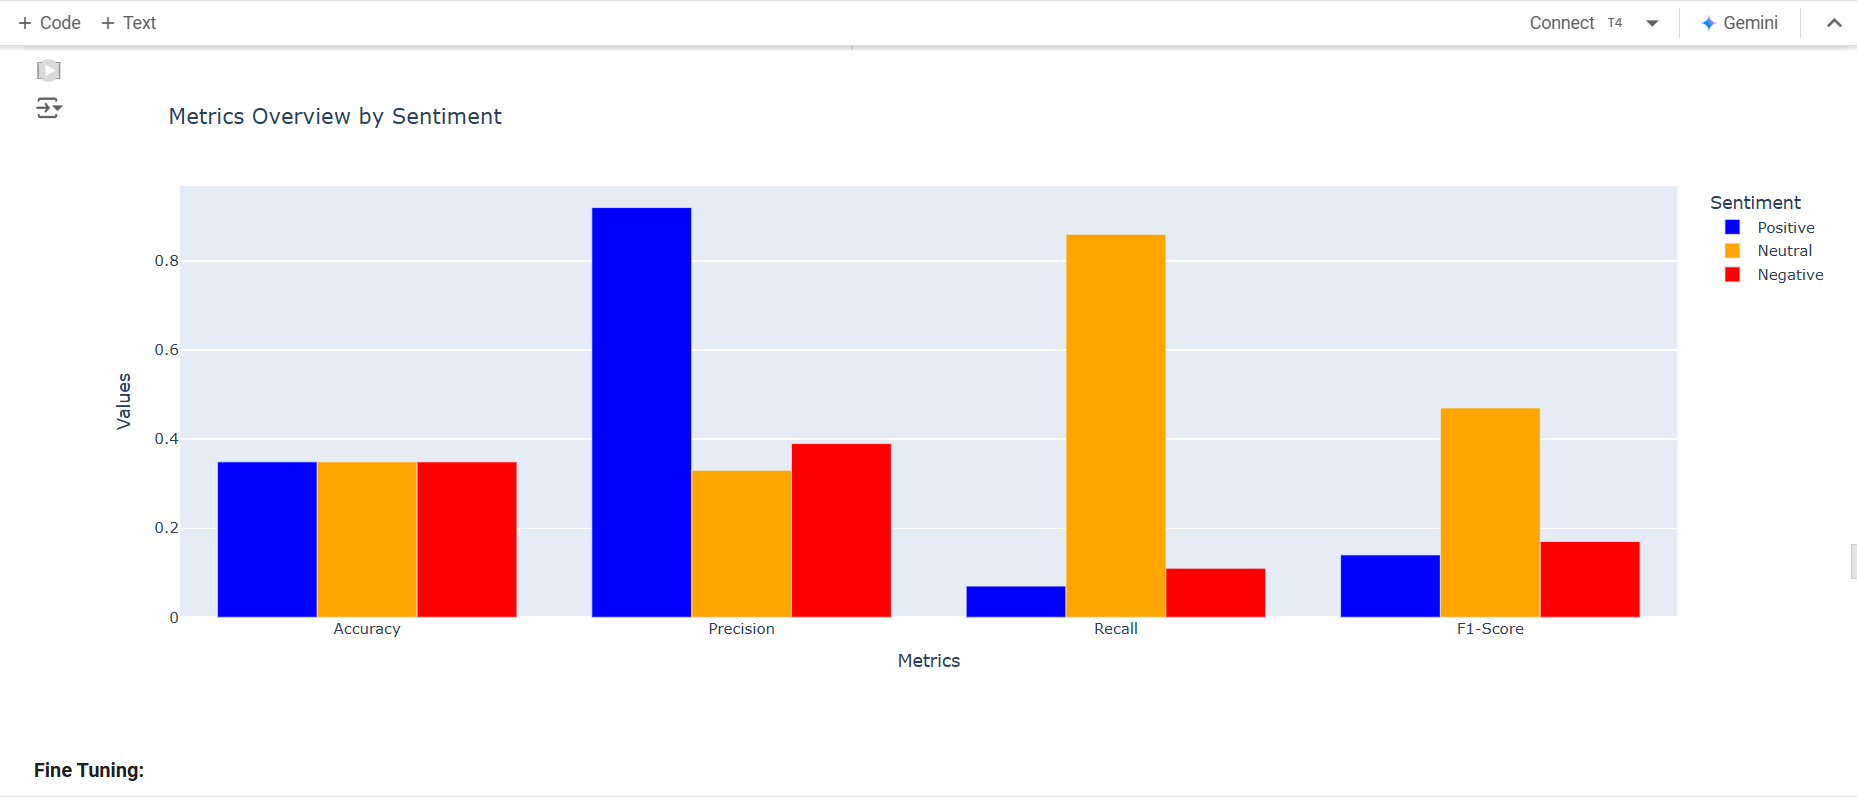 + Code + Text
Connect T4
Gemini
Metrics Overview by Sentiment
Sentiment
Positive
Neutral
Negative
Values
0.8
0.6
0.4
0.2
0
Accuracy Precision Recall F1-Score
Metrics
Fine Tuning: